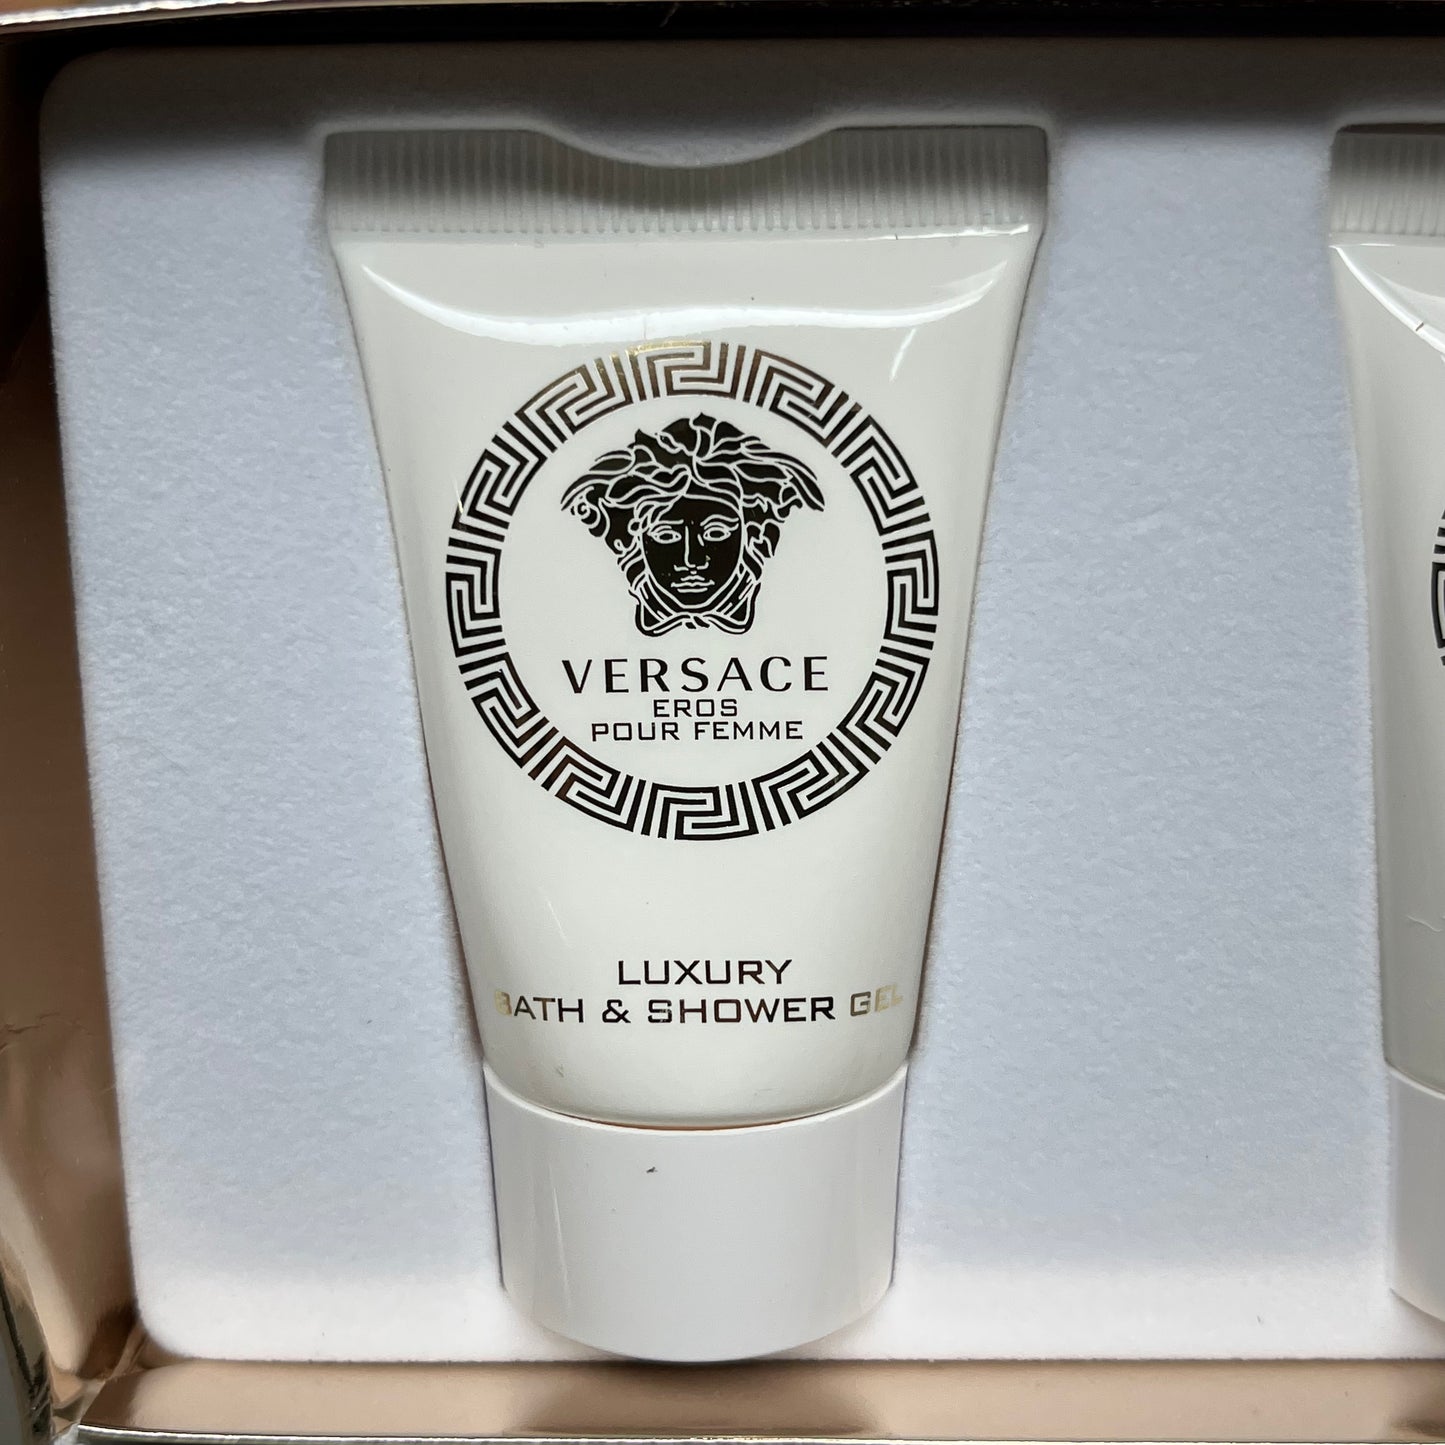 VERSACE
EROS
POUR FEMME
LUXURY
BATH & SHOWER GEL